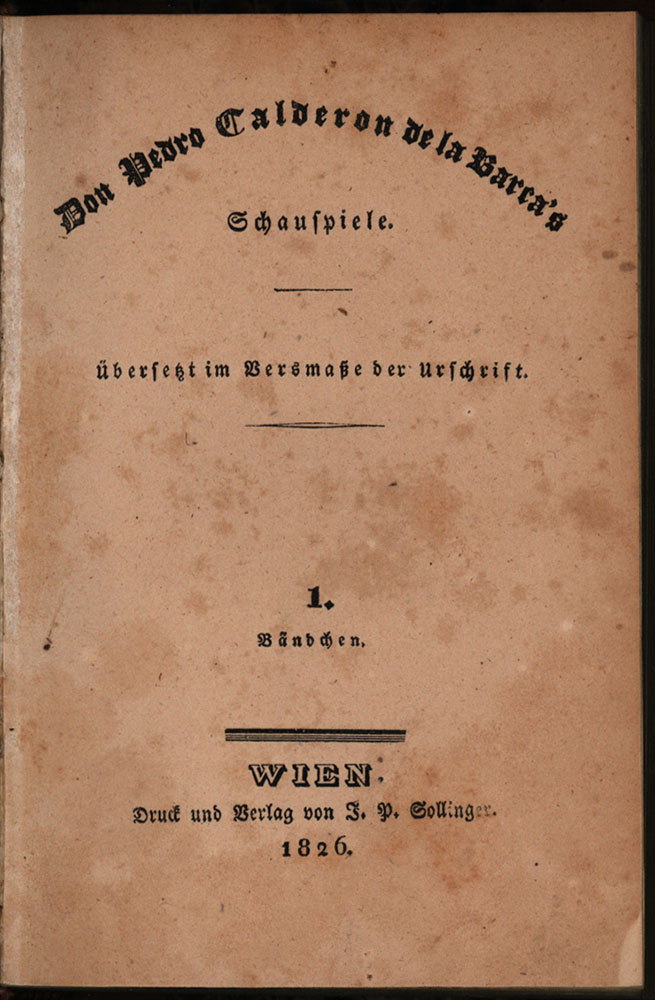 Don Pedro Calderon de la Barca's
Schauspiele.
Übersetzt im Versmaße der Urschrift.
1.
Bändchen.
WIEN.
Druck und Verlag von J. P. Sollinger.
1826.